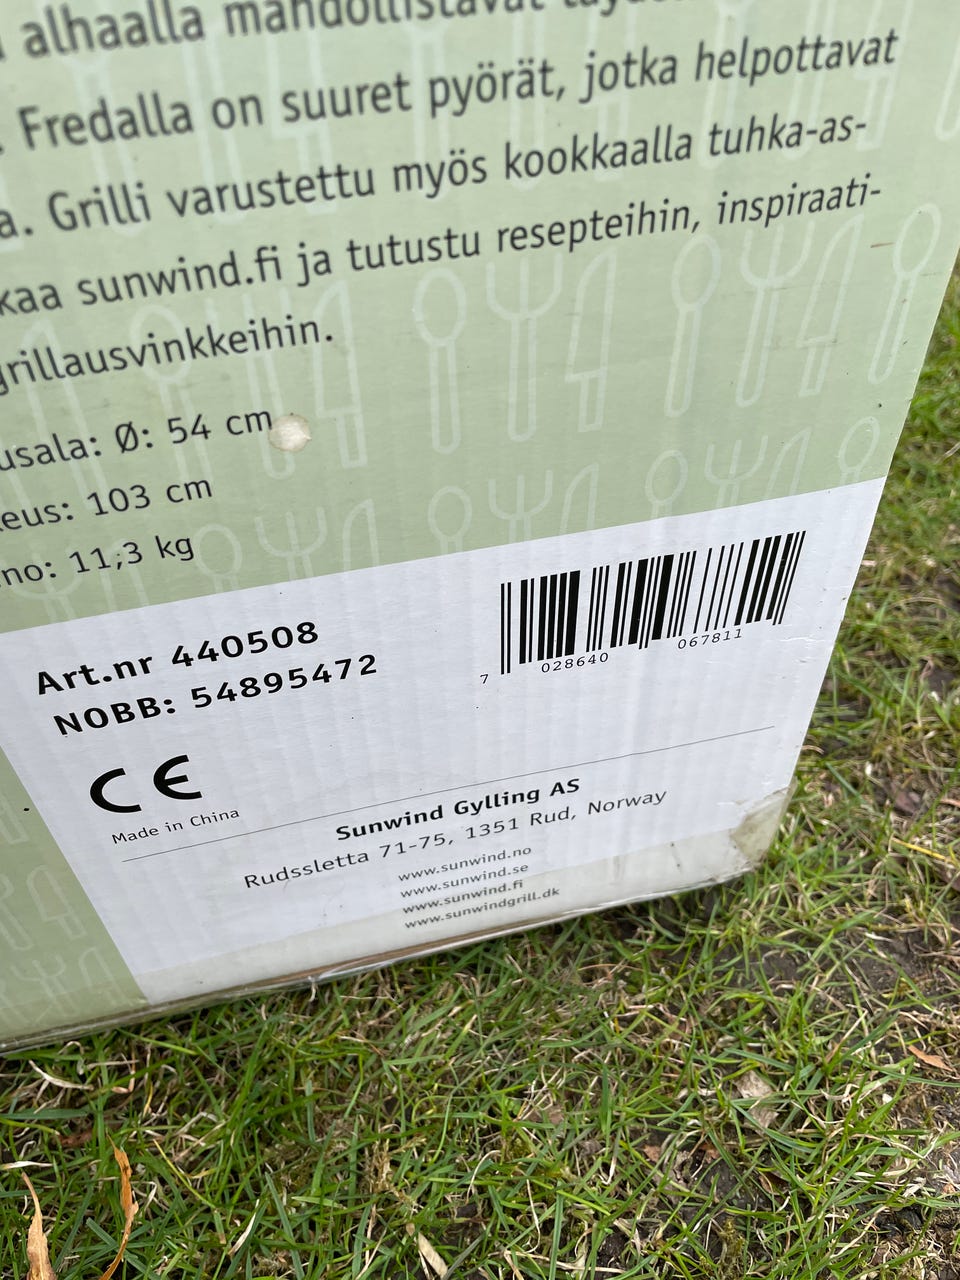 alhaalla mahdollistavat
Fredalla on suuret pyörät, jotka helpottavat
a. Grilli varustettu myös kookkaalla tuhka-as-
kaa sunwind.fi ja tutustu resepteihin, inspiraati-
grillausvinkkeihin.
usala: Ø: 54 cm
eus: 103 cm
no: 11,3 kg
Art.nr 440508
NOBB: 54895472
7 028640 067811
CE
Made in China
Sunwind Gylling AS
Rudssletta 71-75, 1351 Rud, Norway
www.sunwind.no
www.sunwind.se
www.sunwind.fi
www.sunwindgrill.dk